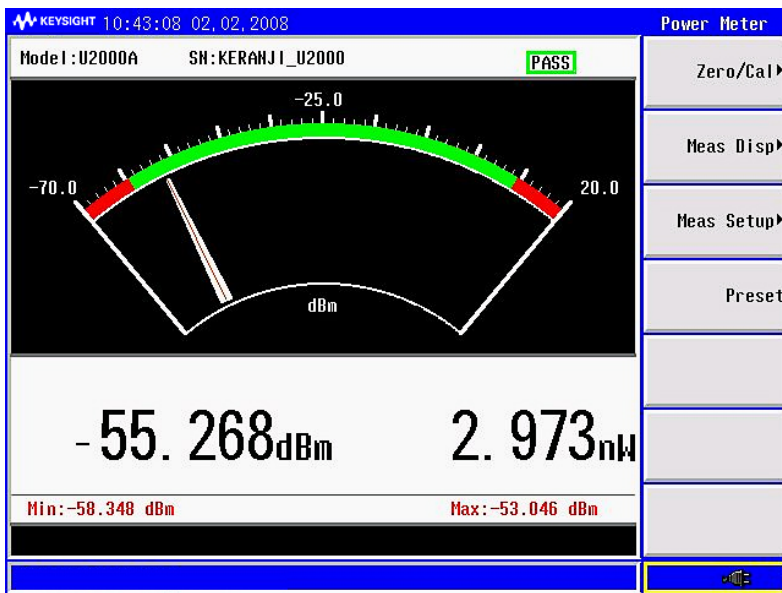 KEYSIGHT 10:43:08 02,02,2008
Power Meter
Model:U2000A SN:KERANJI_U2000 PASS
-25.0
-70.0
20.0
dBm
-55.268dBm 2.973nW
Min:-58.348 dBm Max:-53.046 dBm
Zero/Cal
Meas Disp
Meas Setup
Preset